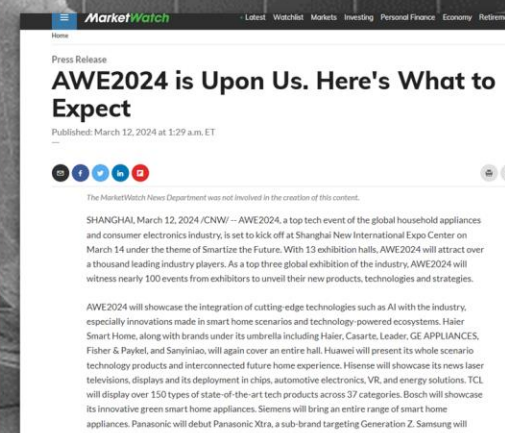 MarketWatch
Latest Watchlist Markets Investing Personal Finance Economy Retirem
Home
Press Release
AWE2024 is Upon Us. Here's What to
Expect
Published: March 12, 2024 at 1:29 a.m. ET
The MarketWatch News Department was not involved in the creation of this content.
SHANGHAI, March 12, 2024 /CNW/ -- AWE2024, a top tech event of the global household appliances
and consumer electronics industry, is set to kick off at Shanghai New International Expo Center on
March 14 under the theme of Smartize the Future. With 13 exhibition halls, AWE2024 will attract over
a thousand leading industry players. As a top three global exhibition of the industry, AWE2024 will
witness nearly 100 events from exhibitors to unveil their new products, technologies and strategies.
AWE2024 will showcase the integration of cutting-edge technologies such as AI with the industry,
especially innovations made in smart home scenarios and technology-powered ecosystems. Haier
Smart Home, along with brands under its umbrella including Haier, Casarte, Leader, GE APPLIANCES,
Fisher & Paykel, and Sanyiniao, will again cover an entire hall. Huawei will present its whole scenario
technology products and interconnected future home experience. Hisense will showcase its news laser
televisions, displays and its deployment in chips, automotive electronics, VR, and energy solutions. TCL
will display over 150 types of state-of-the-art tech products across 37 categories. Bosch will showcase
its innovative green smart home appliances. Siemens will bring an entire range of smart home
appliances. Panasonic will debut Panasonic Xtra, a sub-brand targeting Generation Z. Samsung will